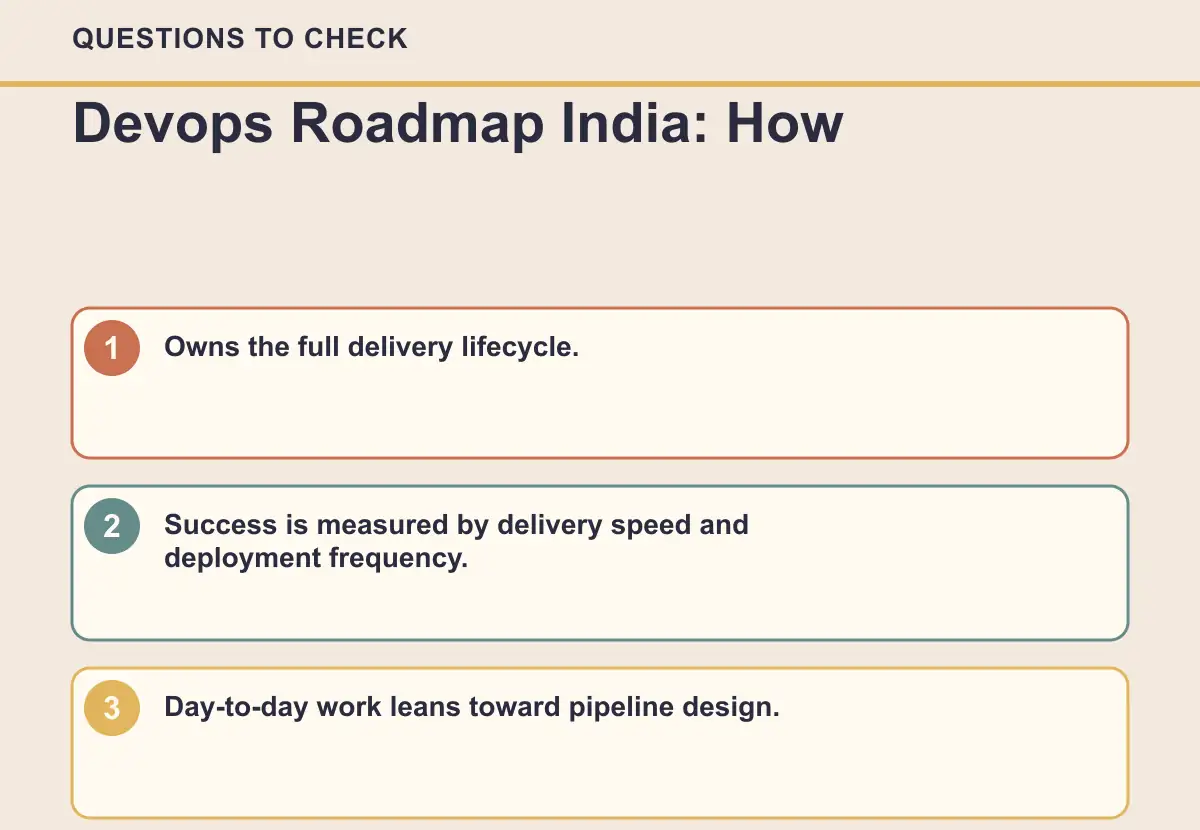 QUESTIONS TO CHECK
Devops Roadmap India: How
1
Owns the full delivery lifecycle.
2
Success is measured by delivery speed and
deployment frequency.
3
Day-to-day work leans toward pipeline design.